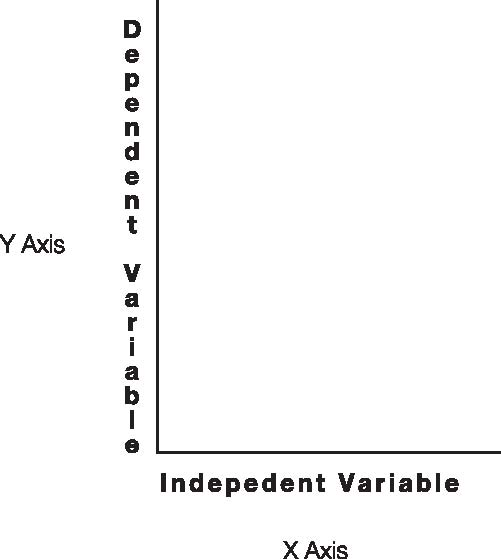 Dependent Variable
Y Axis
Indepedent Variable
X Axis